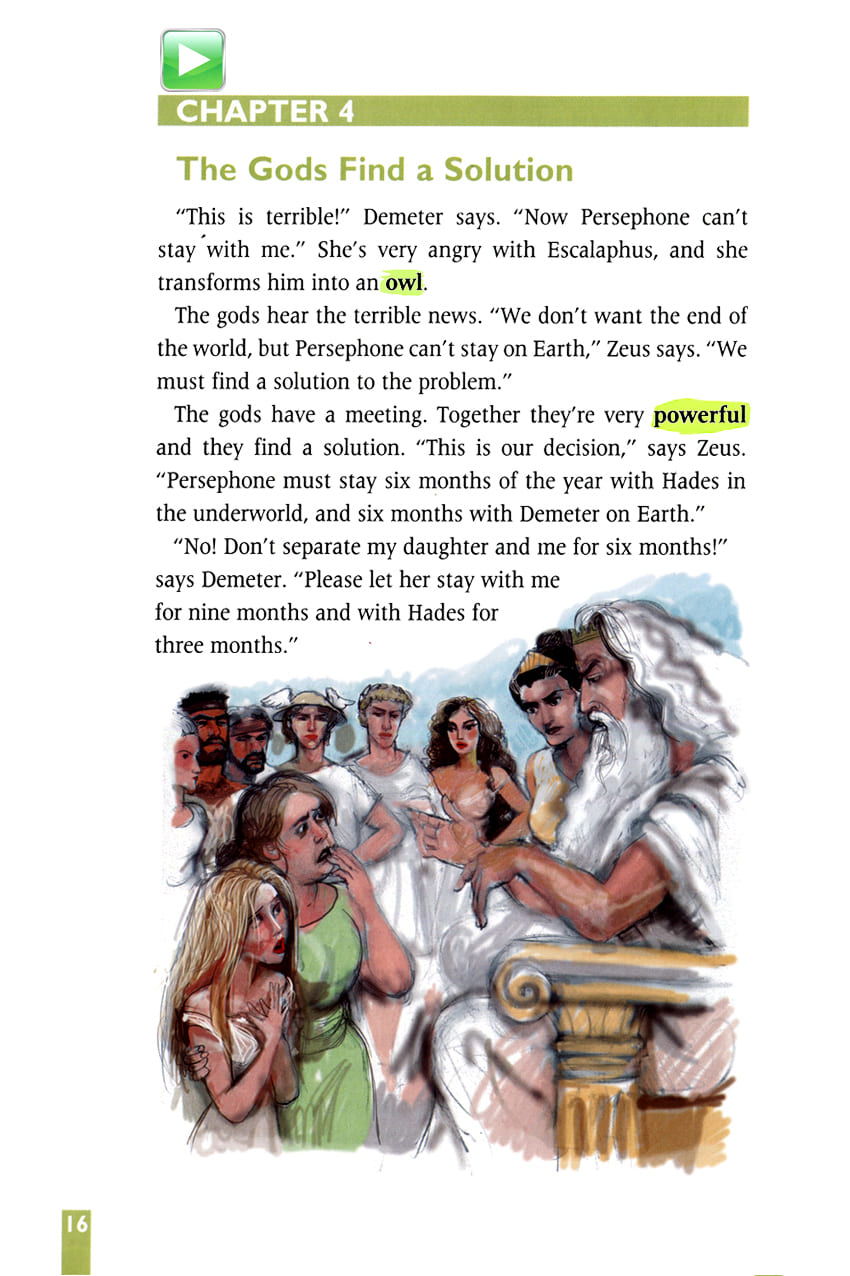 CHAPTER 4
The Gods Find a Solution
“This is terrible!” Demeter says. “Now Persephone can’t
stay with me.” She’s very angry with Escalaphus, and she
transforms him into an owl.
The gods hear the terrible news. “We don’t want the end of
the world, but Persephone can’t stay on Earth,” Zeus says. “We
must find a solution to the problem.”
The gods have a meeting. Together they’re very powerful
and they find a solution. “This is our decision,” says Zeus.
“Persephone must stay six months of the year with Hades in
the underworld, and six months with Demeter on Earth.”
“No! Don’t separate my daughter and me for six months!”
says Demeter. “Please let her stay with me
for nine months and with Hades for
three months.”
16